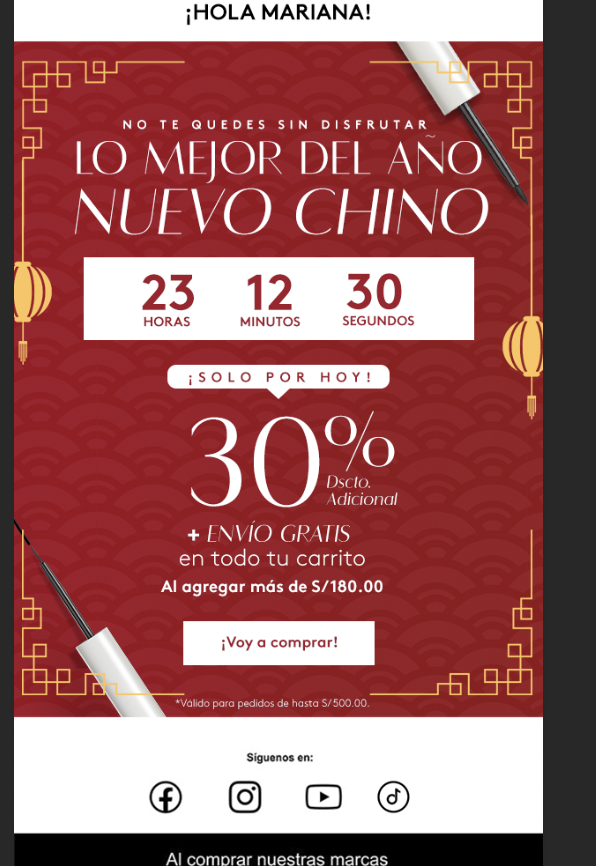 ¡HOLA MARIANA!
NO TE QUEDES SIN DISFRUTAR
LO MEJOR DEL AÑO
NUEVO CHINO
23 12 30
HORAS MINUTOS SEGUNDOS
¡SOLO POR HOY!
30%
Dscto.
Adicional
+ ENVÍO GRATIS
en todo tu carrito
Al agregar más de S/180.00
¡Voy a comprar!
*Válido para pedidos de hasta S/500.00.
Síguenos en:
Al comprar nuestras marcas